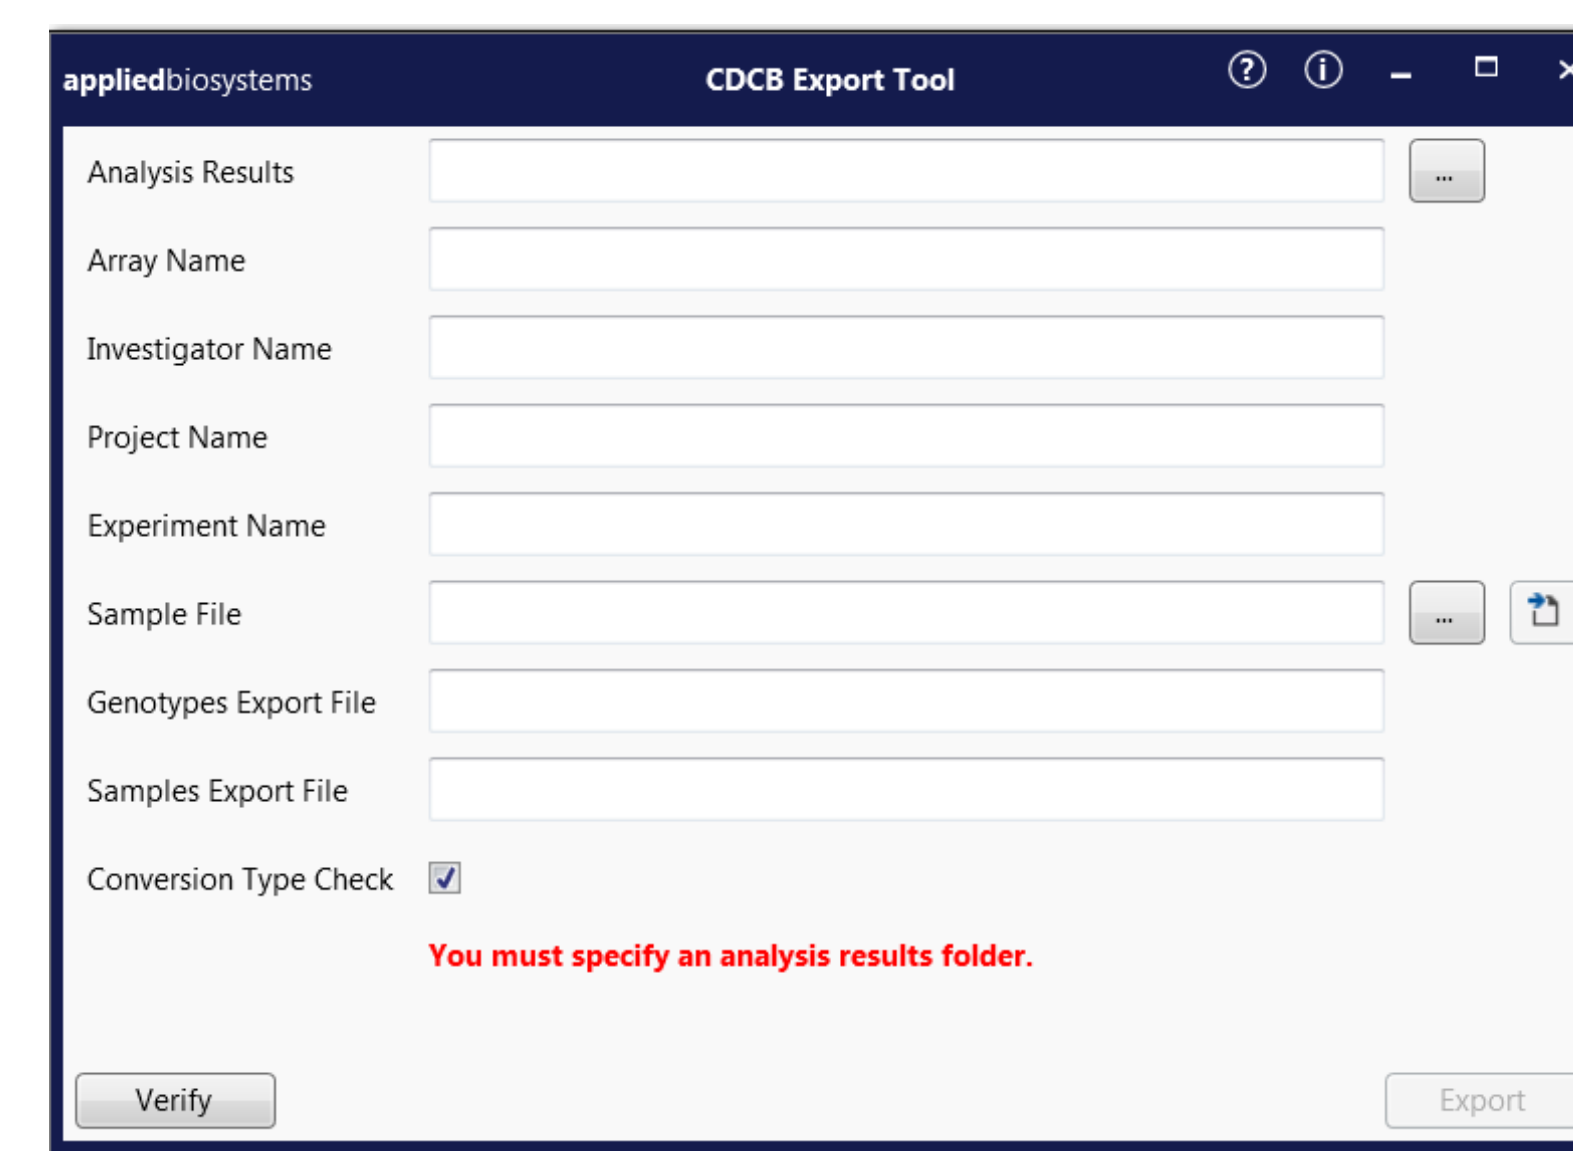 appliedbiosystems CDCB Export Tool
Analysis Results ...
Array Name
Investigator Name
Project Name
Experiment Name
Sample File ...
Genotypes Export File
Samples Export File
Conversion Type Check
You must specify an analysis results folder.
Verify Export